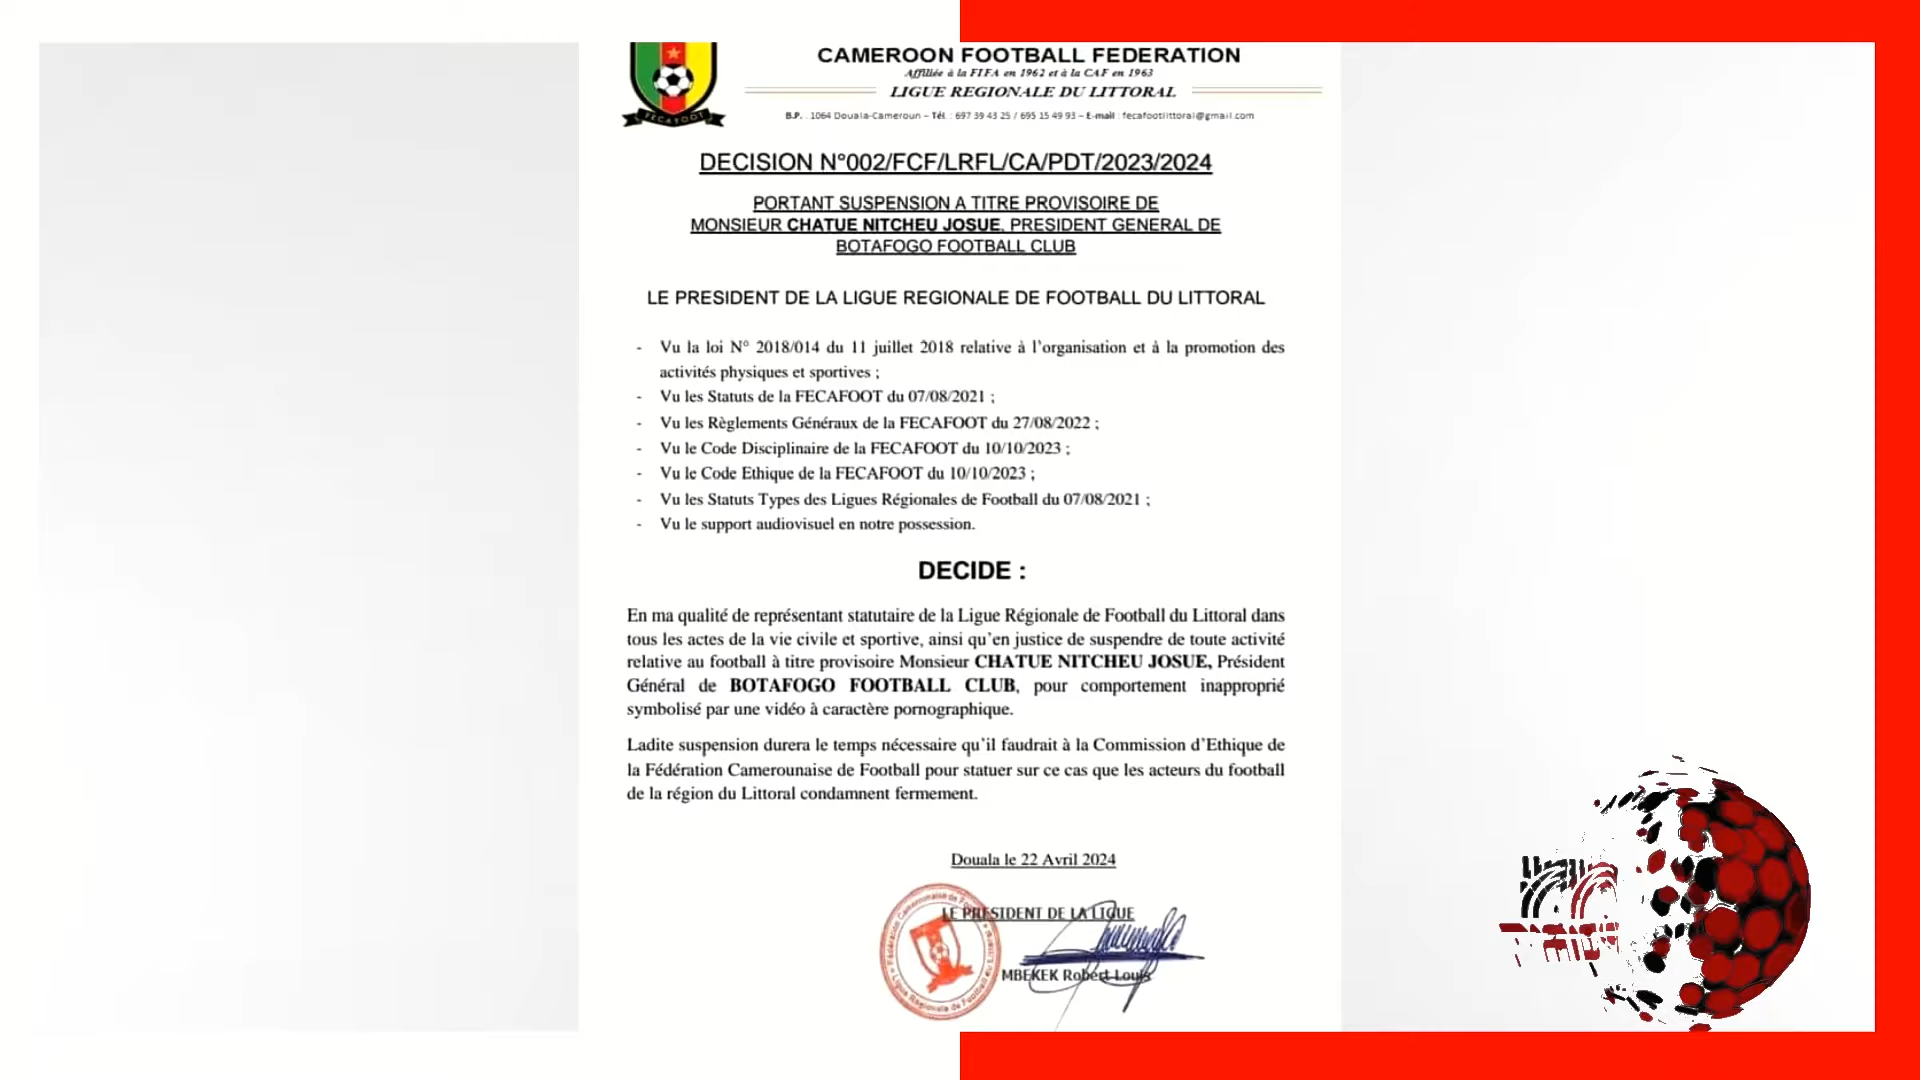 CAMEROON FOOTBALL FEDERATION
Affiliée à la FIFA en 1962 et à la CAF en 1963
LIGUE REGIONALE DU LITTORAL
B.P. : 1064 Douala-Cameroun – Tél. : 697 39 43 25 / 695 15 49 93 – E-mail : fecafootlittoral@gmail.com
FECAFOOT
DECISION N°002/FCF/LRFL/CA/PDT/2023/2024
PORTANT SUSPENSION A TITRE PROVISOIRE DE
MONSIEUR CHATUE NITCHEU JOSUE, PRESIDENT GENERAL DE
BOTAFOGO FOOTBALL CLUB
LE PRESIDENT DE LA LIGUE REGIONALE DE FOOTBALL DU LITTORAL
- Vu la loi N° 2018/014 du 11 juillet 2018 relative à l'organisation et à la promotion des
activités physiques et sportives ;
- Vu les Statuts de la FECAFOOT du 07/08/2021 ;
- Vu les Règlements Généraux de la FECAFOOT du 27/08/2022 ;
- Vu le Code Disciplinaire de la FECAFOOT du 10/10/2023 ;
- Vu le Code Ethique de la FECAFOOT du 10/10/2023 ;
- Vu les Statuts Types des Ligues Régionales de Football du 07/08/2021 ;
- Vu le support audiovisuel en notre possession.
DECIDE :
En ma qualité de représentant statutaire de la Ligue Régionale de Football du Littoral dans
tous les actes de la vie civile et sportive, ainsi qu'en justice de suspendre de toute activité
relative au football à titre provisoire Monsieur CHATUE NITCHEU JOSUE, Président
Général de BOTAFOGO FOOTBALL CLUB, pour comportement inapproprié
symbolisé par une vidéo à caractère pornographique.
Ladite suspension durera le temps nécessaire qu'il faudrait à la Commission d'Ethique de
la Fédération Camerounaise de Football pour statuer sur ce cas que les acteurs du football
de la région du Littoral condamnent fermement.
Douala le 22 Avril 2024
LE PRESIDENT DE LA LIGUE
MBEKEK Robert Louis